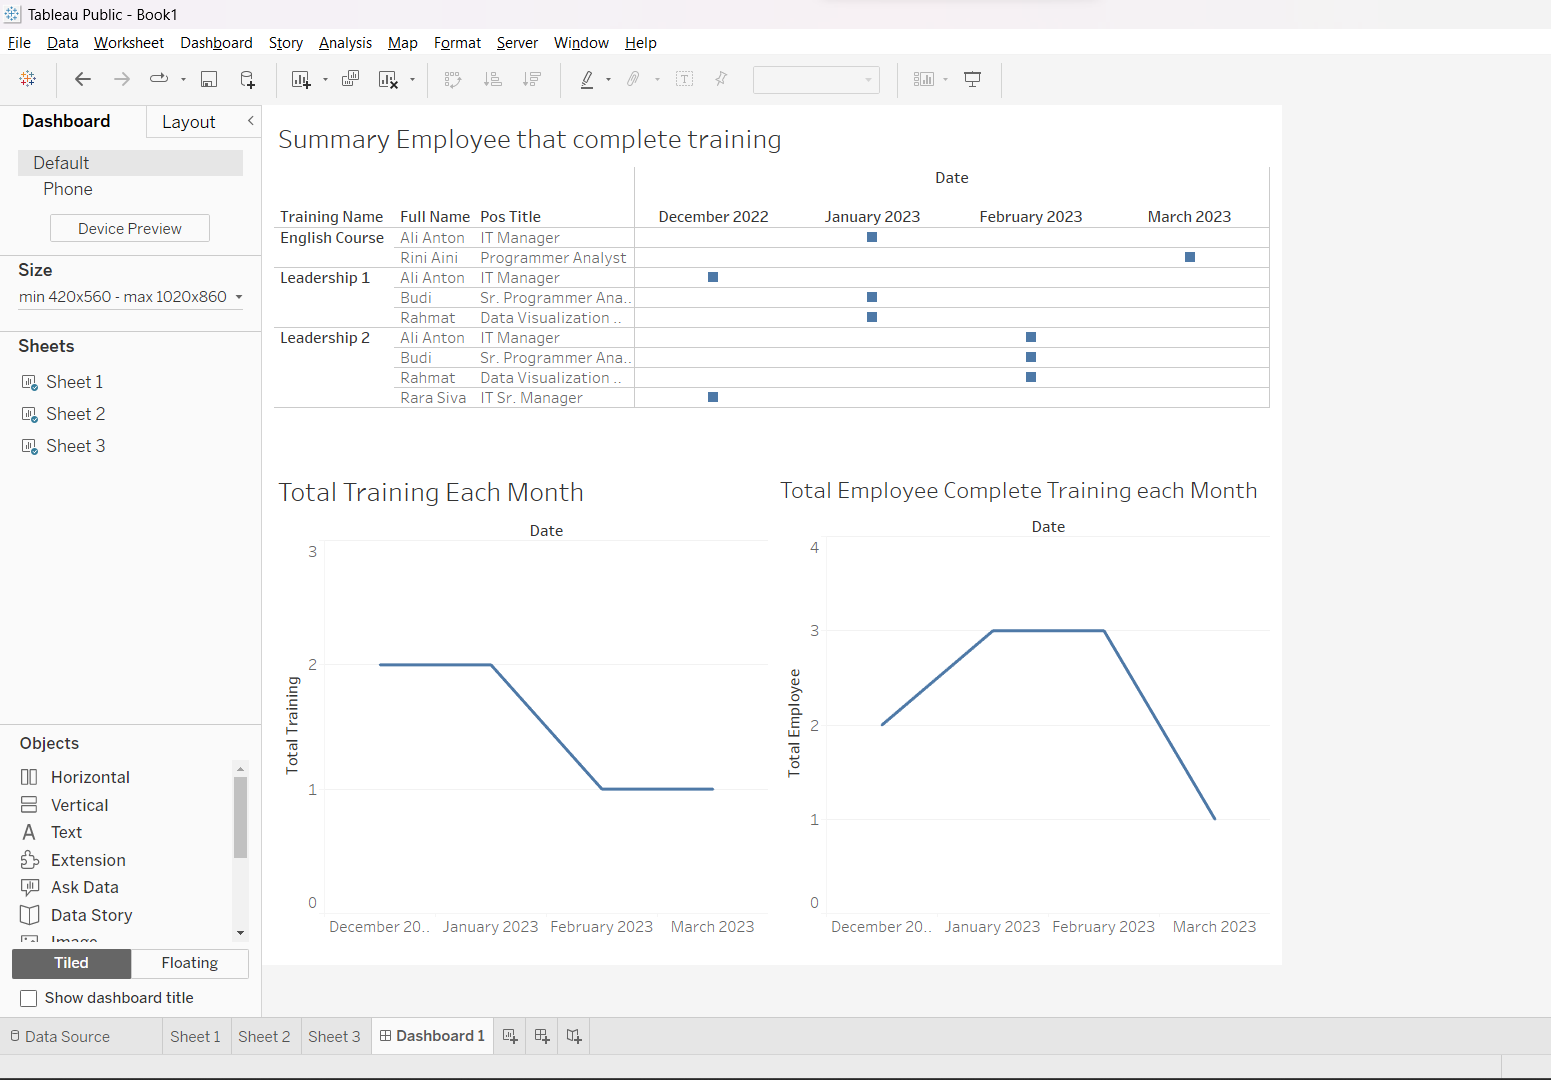 Tableau Public - Book1
File Data Worksheet Dashboard Story Analysis Map Format Server Window Help
Dashboard Layout
Default
Phone
Device Preview
Size
min 420x560 - max 1020x860
Sheets
Sheet 1
Sheet 2
Sheet 3
Objects
Horizontal
Vertical
Text
Extension
Ask Data
Data Story
Image
Tiled Floating
Show dashboard title
Summary Employee that complete training
Date
Training Name Full Name Pos Title December 2022 January 2023 February 2023 March 2023
English Course Ali Anton IT Manager
Rini Aini Programmer Analyst
Leadership 1 Ali Anton IT Manager
Budi Sr. Programmer Ana..
Rahmat Data Visualization ..
Leadership 2 Ali Anton IT Manager
Budi Sr. Programmer Ana..
Rahmat Data Visualization ..
Rara Siva IT Sr. Manager
Total Training Each Month
Date
Total Training
3
2
1
0
December 20.. January 2023 February 2023 March 2023
Total Employee Complete Training each Month
Date
Total Employee
4
3
2
1
0
December 20.. January 2023 February 2023 March 2023
Data Source Sheet 1 Sheet 2 Sheet 3 Dashboard 1